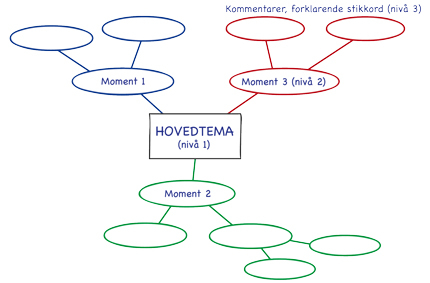 Kommentarer, forklarende stikkord (nivå 3)
Moment 1
Moment 3 (nivå 2)
HOVEDTEMA
(nivå 1)
Moment 2